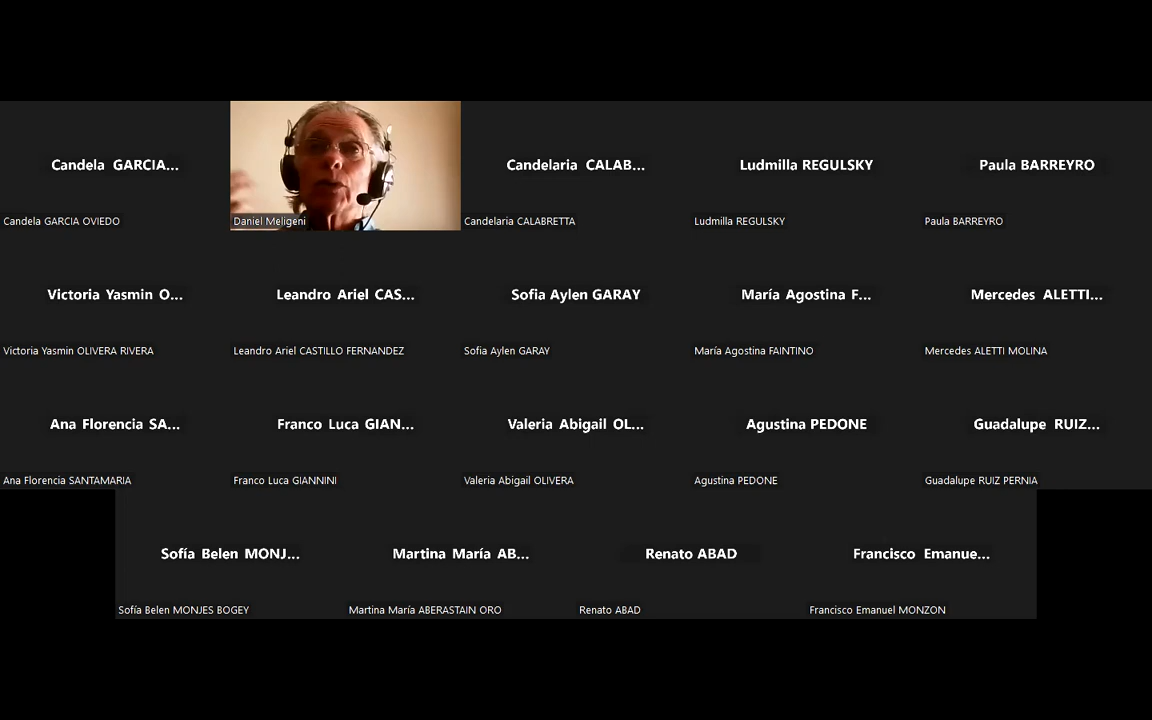 Candela GARCIA...
Candelaria CALAB...
Ludmilla REGULSKY
Paula BARREYRO
Candela GARCIA OVIEDO
Daniel Meligeni
Candelaria CALABRETTA
Ludmilla REGULSKY
Paula BARREYRO
Victoria Yasmin O...
Leandro Ariel CAS...
Sofia Aylen GARAY
María Agostina F...
Mercedes ALETTI...
Victoria Yasmin OLIVERA RIVERA
Leandro Ariel CASTILLO FERNANDEZ
Sofia Aylen GARAY
María Agostina FAINTINO
Mercedes ALETTI MOLINA
Ana Florencia SA...
Franco Luca GIAN...
Valeria Abigail OL...
Agustina PEDONE
Guadalupe RUIZ...
Ana Florencia SANTAMARIA
Franco Luca GIANNINI
Valeria Abigail OLIVERA
Agustina PEDONE
Guadalupe RUIZ PERNIA
Sofía Belen MONJ...
Martina María AB...
Renato ABAD
Francisco Emanue...
Sofía Belen MONJES BOGEY
Martina María ABERASTAIN ORO
Renato ABAD
Francisco Emanuel MONZON